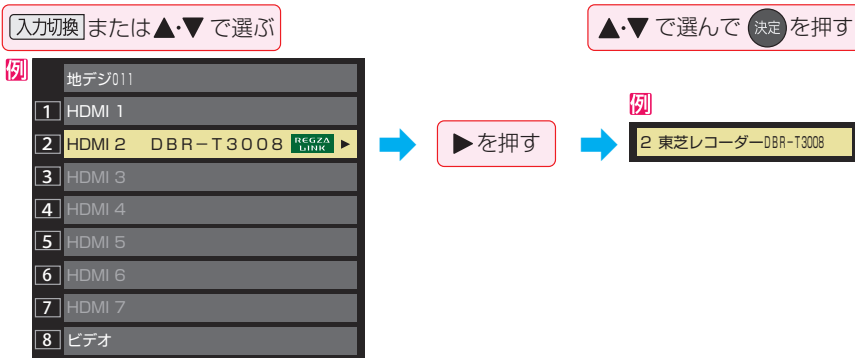 入力切換 または▲・▼ で選ぶ
例
地デジ011
1 HDMI 1
2 HDMI 2 DBR-T3008 REGZA LINK ▶
3 HDMI 3
4 HDMI 4
5 HDMI 5
6 HDMI 6
7 HDMI 7
8 ビデオ
▶を押す
▲・▼ で選んで 決定 を押す
例
2 東芝レコーダーDBR-T3008